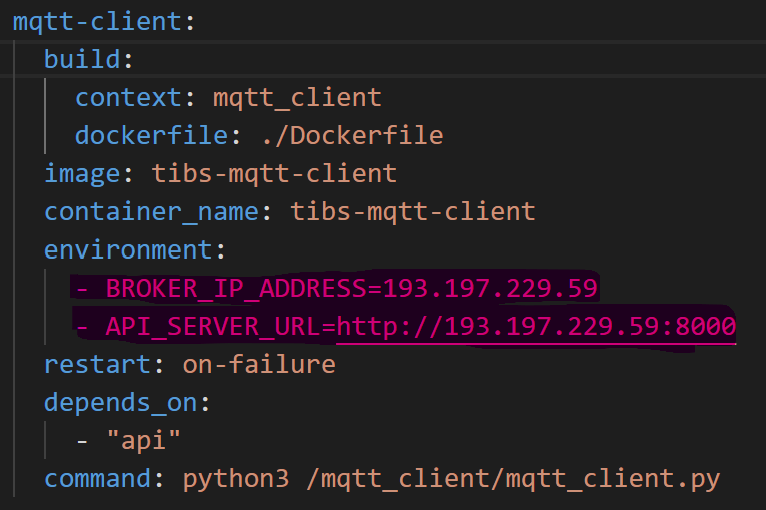 mqtt-client:
build:
context: mqtt_client
dockerfile: ./Dockerfile
image: tibs-mqtt-client
container_name: tibs-mqtt-client
environment:
- BROKER_IP_ADDRESS=193.197.229.59
- API_SERVER_URL=http://193.197.229.59:8000
restart: on-failure
depends_on:
- "api"
command: python3 /mqtt_client/mqtt_client.py